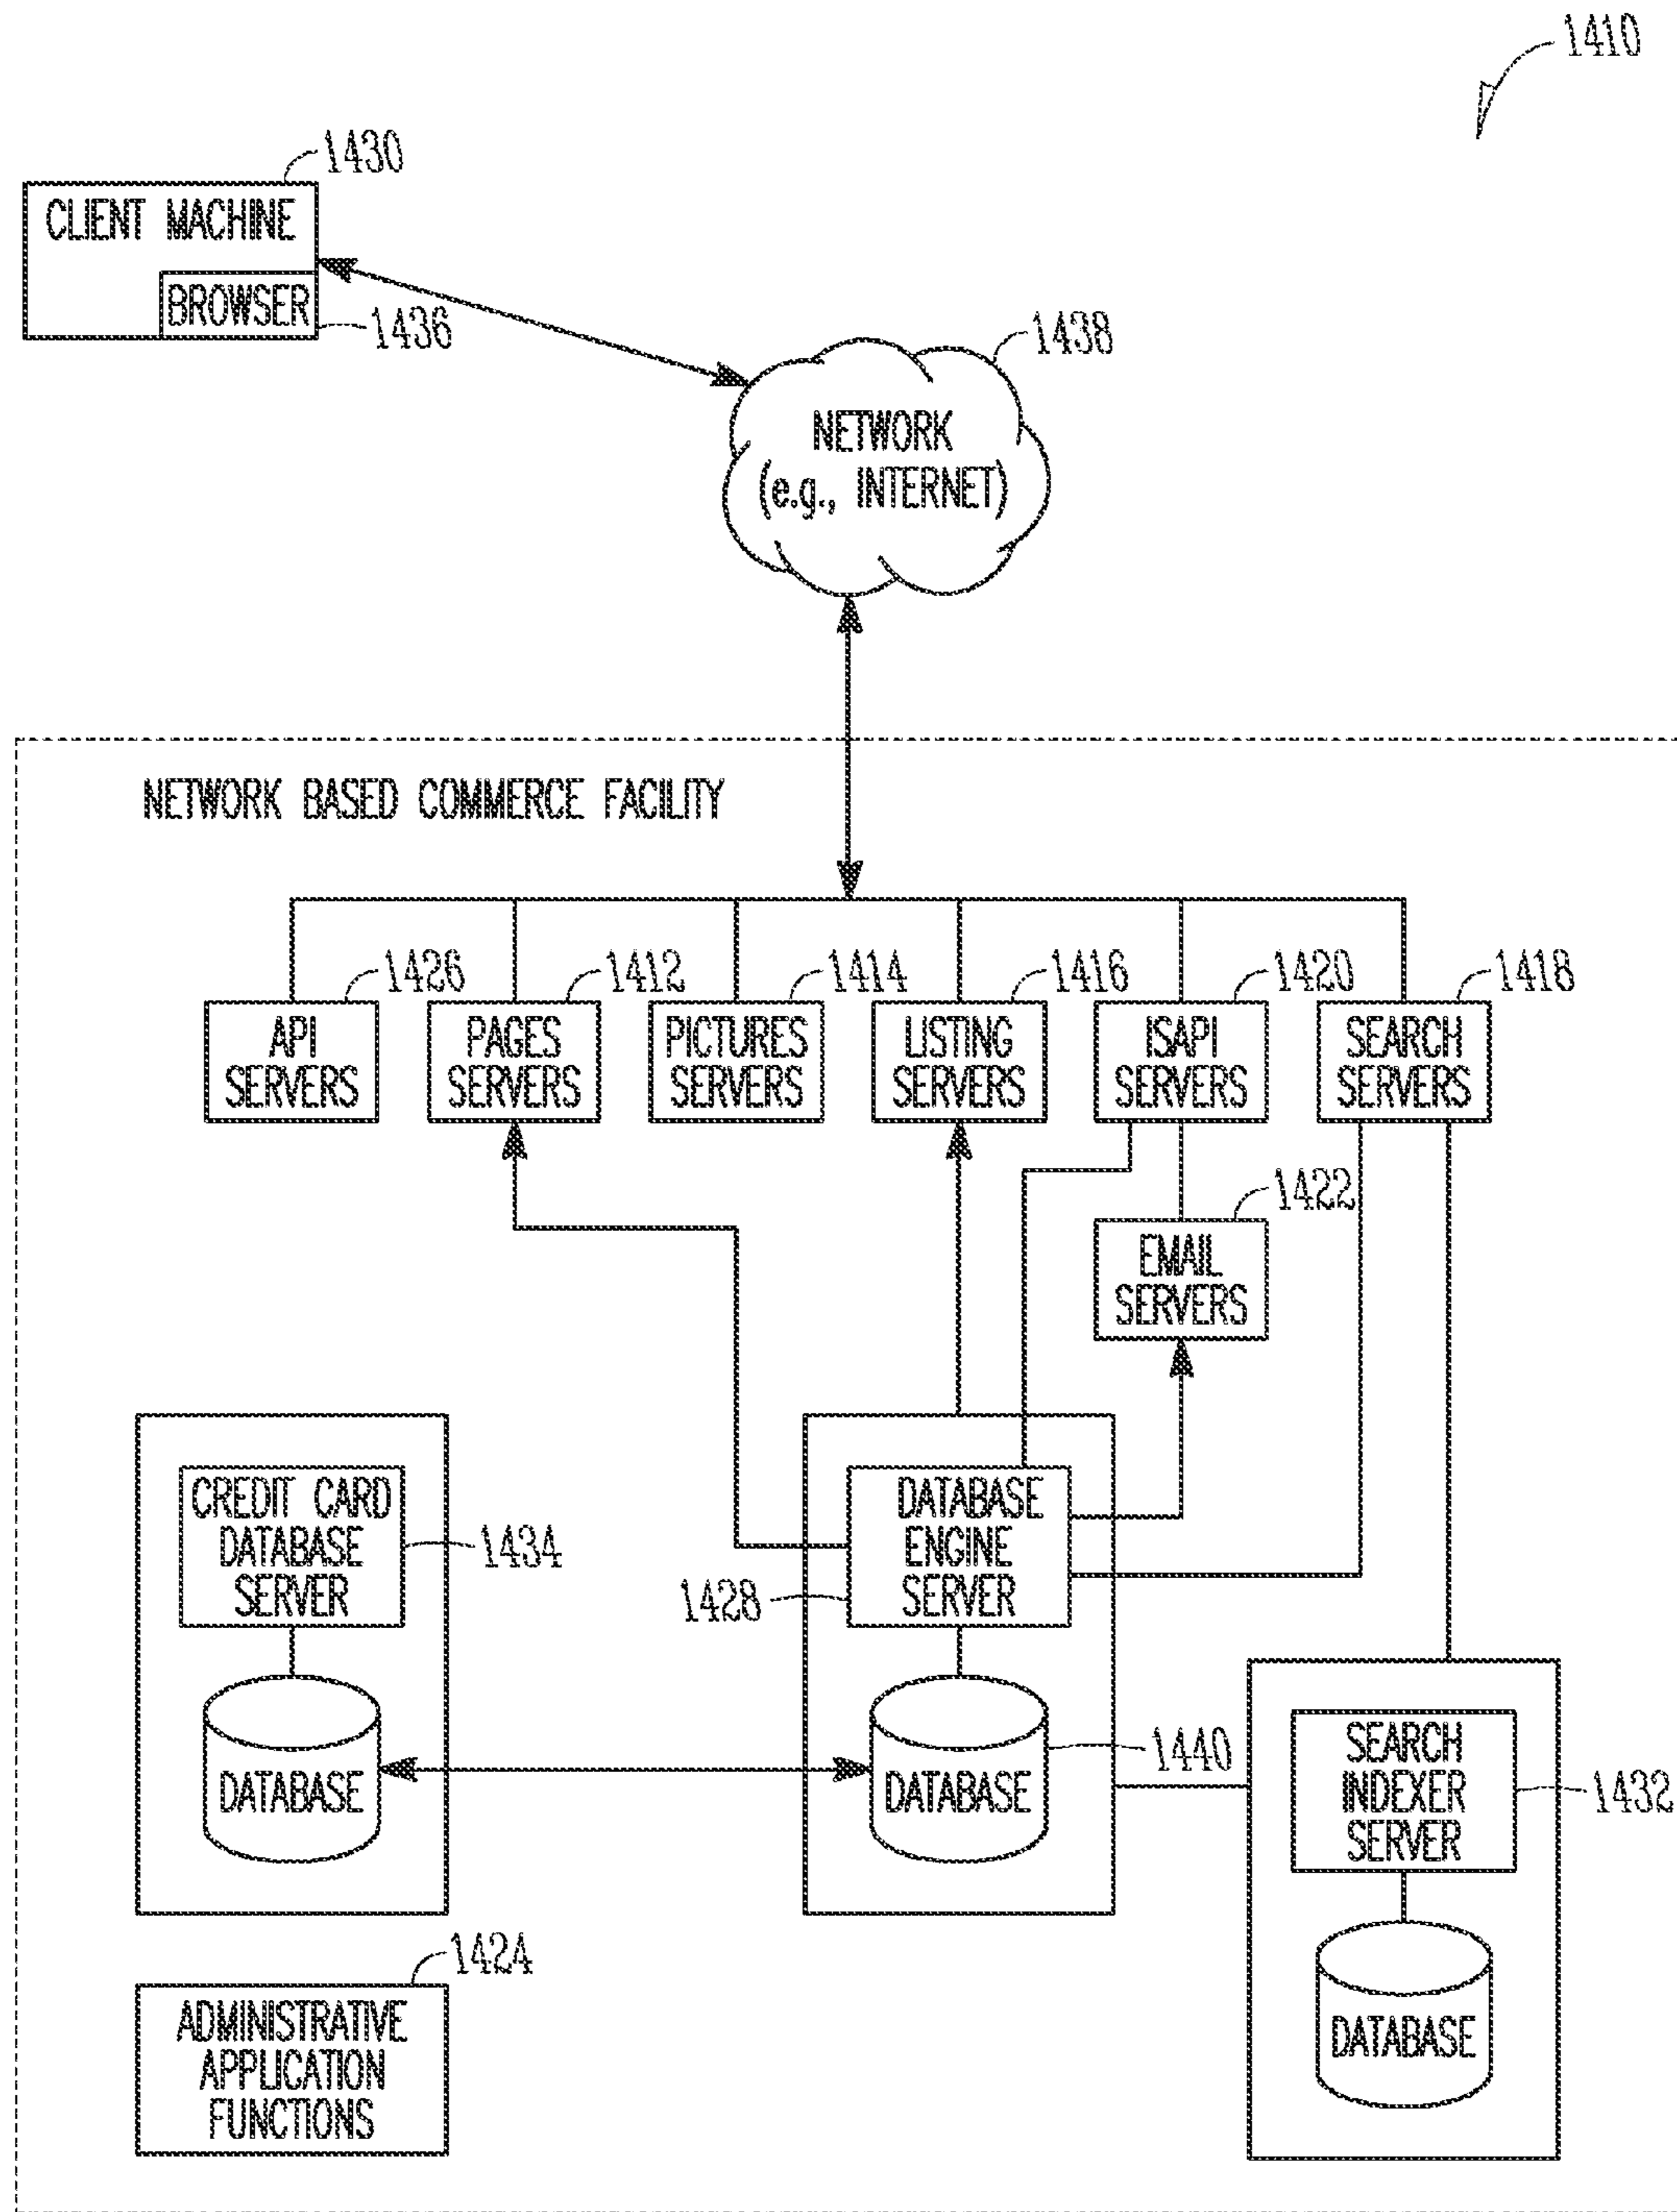 1410
1430
CLIENT MACHINE
BROWSER
1436
1438
NETWORK
(e.g., INTERNET)
NETWORK BASED COMMERCE FACILITY
1426
1412
1414
1416
1420
1418
API
SERVERS
PAGES
SERVERS
PICTURES
SERVERS
LISTING
SERVERS
ISAPI
SERVERS
SEARCH
SERVERS
1422
EMAIL
SERVERS
CREDIT CARD
DATABASE
SERVER
1434
DATABASE
ENGINE
SERVER
1428
DATABASE
DATABASE
1440
SEARCH
INDEXER
SERVER
1432
DATABASE
1424
ADMINISTRATIVE
APPLICATION
FUNCTIONS